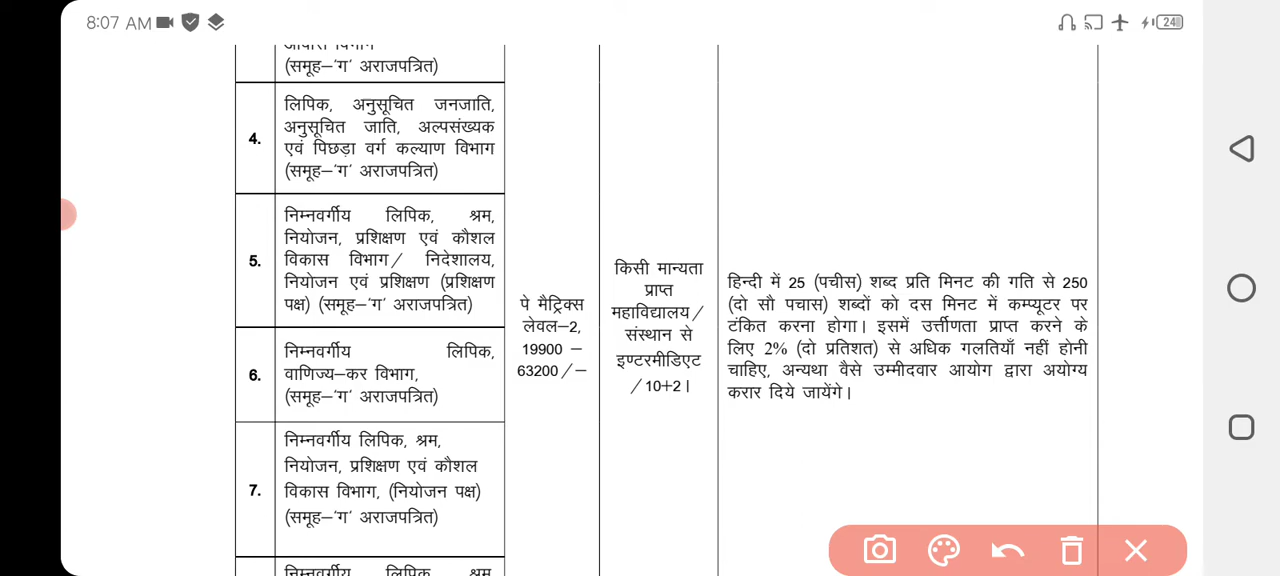 8:07 AM
24
आवास विभाग
(समूह–'ग' अराजपत्रित)
4.
लिपिक, अनुसूचित जनजाति,
अनुसूचित जाति, अल्पसंख्यक
एवं पिछड़ा वर्ग कल्याण विभाग
(समूह–'ग' अराजपत्रित)
5.
निम्नवर्गीय लिपिक, श्रम,
नियोजन, प्रशिक्षण एवं कौशल
विकास विभाग/ निदेशालय,
नियोजन एवं प्रशिक्षण (प्रशिक्षण
पक्ष) (समूह–'ग' अराजपत्रित)
6.
निम्नवर्गीय लिपिक,
वाणिज्य–कर विभाग,
(समूह–'ग' अराजपत्रित)
7.
निम्नवर्गीय लिपिक, श्रम,
नियोजन, प्रशिक्षण एवं कौशल
विकास विभाग, (नियोजन पक्ष)
(समूह–'ग' अराजपत्रित)
निम्नवर्गीय लिपिक श्रम
पे मैट्रिक्स
लेवल–2,
19900 –
63200/–
किसी मान्यता
प्राप्त
महाविद्यालय/
संस्थान से
इण्टरमीडिएट
/10+2।
हिन्दी में 25 (पचीस) शब्द प्रति मिनट की गति से 250
(दो सौ पचास) शब्दों को दस मिनट में कम्प्यूटर पर
टंकित करना होगा। इसमें उर्त्तीणता प्राप्त करने के
लिए 2% (दो प्रतिशत) से अधिक गलतियाँ नहीं होनी
चाहिए, अन्यथा वैसे उम्मीदवार आयोग द्वारा अयोग्य
करार दिये जायेंगे।